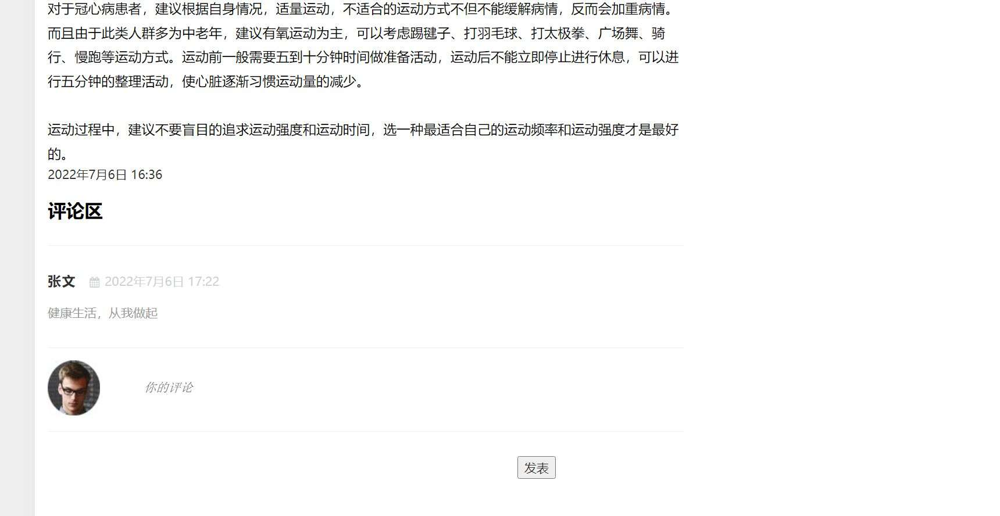 对于冠心病患者，建议根据自身情况，适量运动，不适合的运动方式不但不能缓解病情，反而会加重病情。
而且由于此类人群多为中老年，建议有氧运动为主，可以考虑踢毽子、打羽毛球、打太极拳、广场舞、骑
行、慢跑等运动方式。运动前一般需要五到十分钟时间做准备活动，运动后不能立即停止进行休息，可以进
行五分钟的整理活动，使心脏逐渐习惯运动量的减少。
运动过程中，建议不要盲目的追求运动强度和运动时间，选一种最适合自己的运动频率和运动强度才是最好
的。
2022年7月6日 16:36
评论区
张文 2022年7月6日 17:22
健康生活，从我做起
你的评论
发表